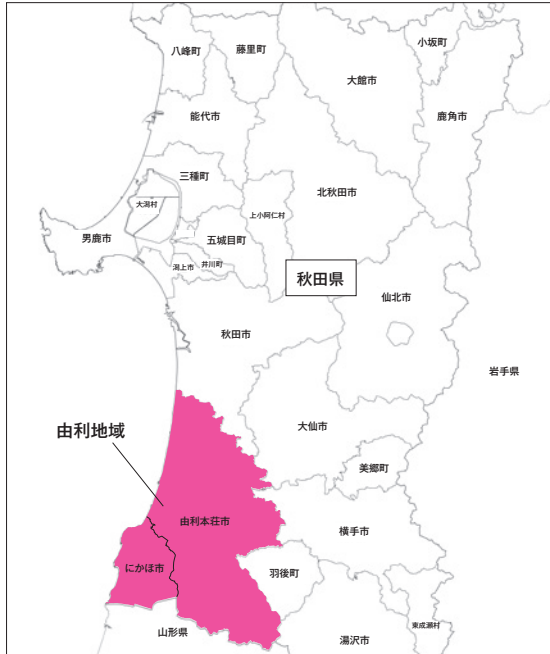 八峰町
藤里町
小坂町
大館市
鹿角市
能代市
三種町
北秋田市
大潟村
上小阿仁村
男鹿市
五城目町
潟上市
井川町
秋田県
仙北市
秋田市
岩手県
由利地域
大仙市
美郷町
由利本荘市
横手市
にかほ市
羽後町
山形県
東成瀬村
湯沢市